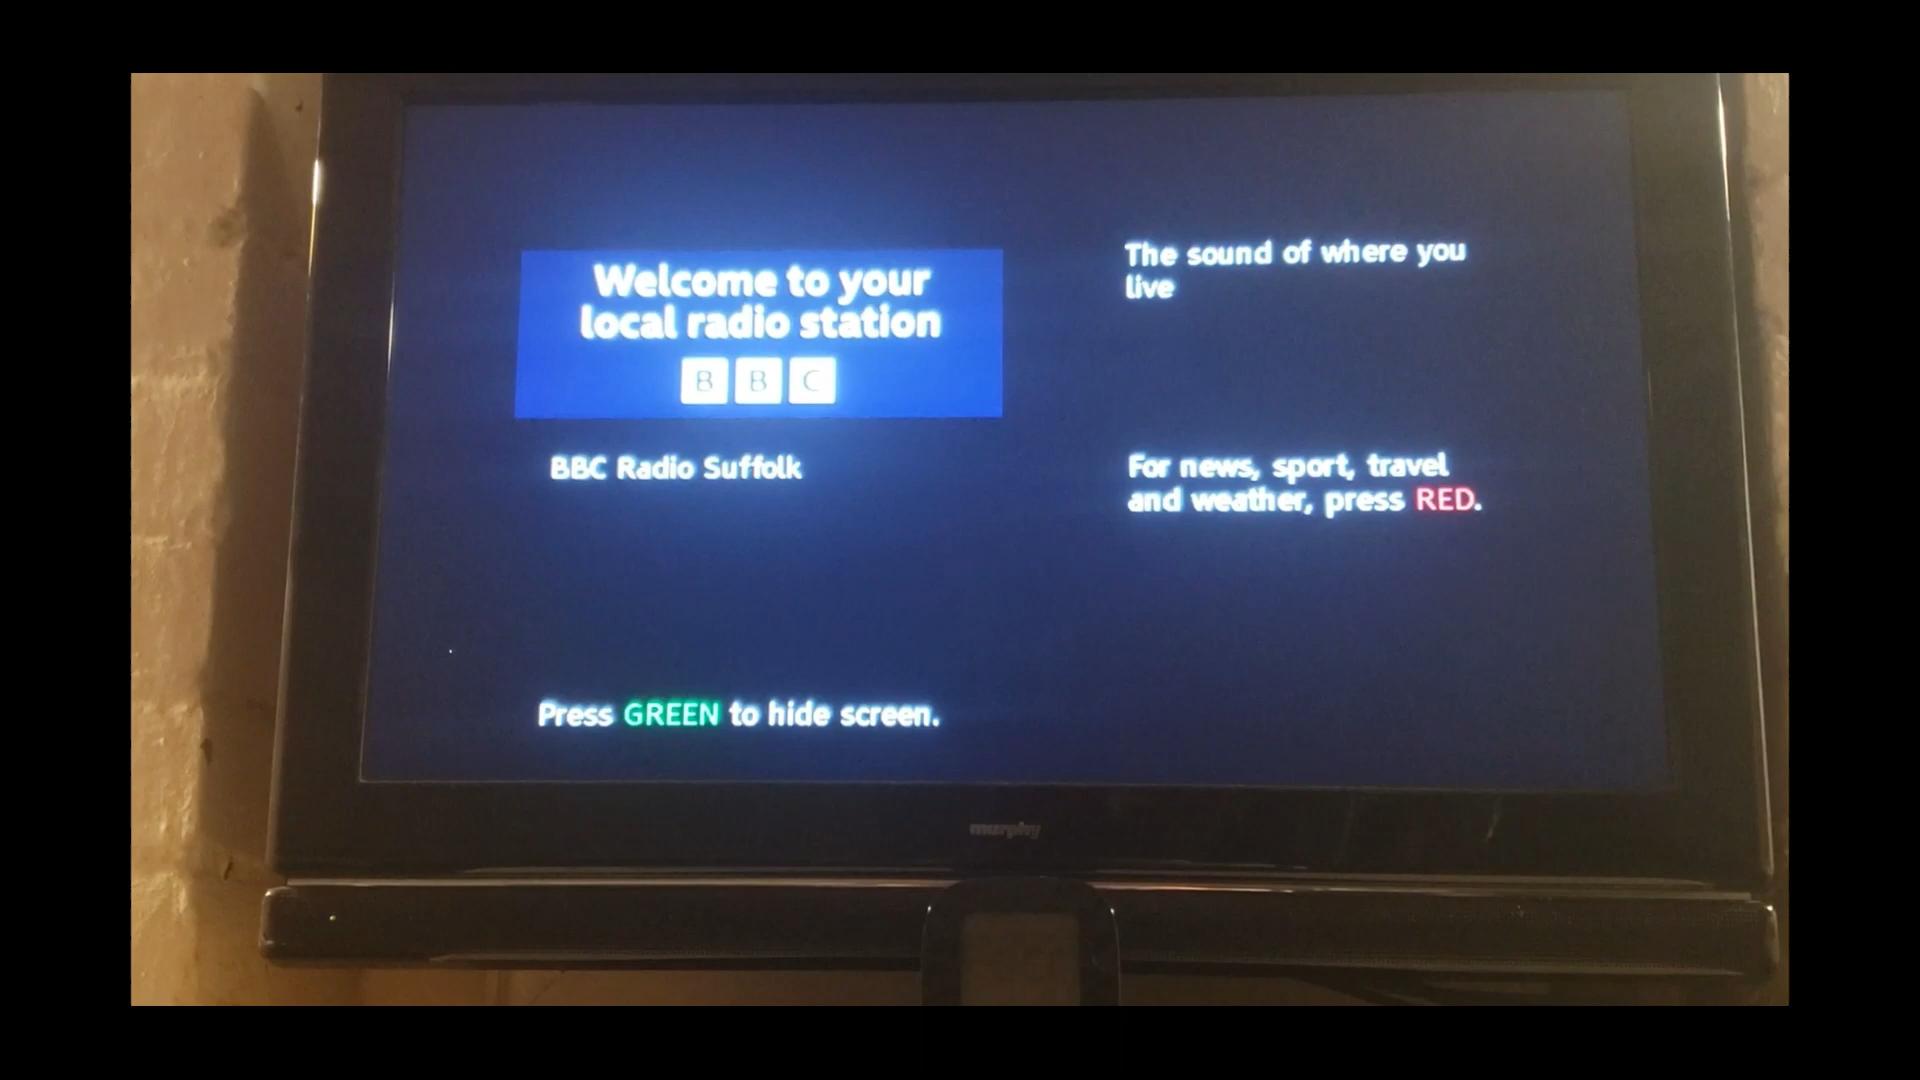 Welcome to your
local radio station
BBC
BBC Radio Suffolk
The sound of where you
live
For news, sport, travel
and weather, press RED.
Press GREEN to hide screen.
murphy